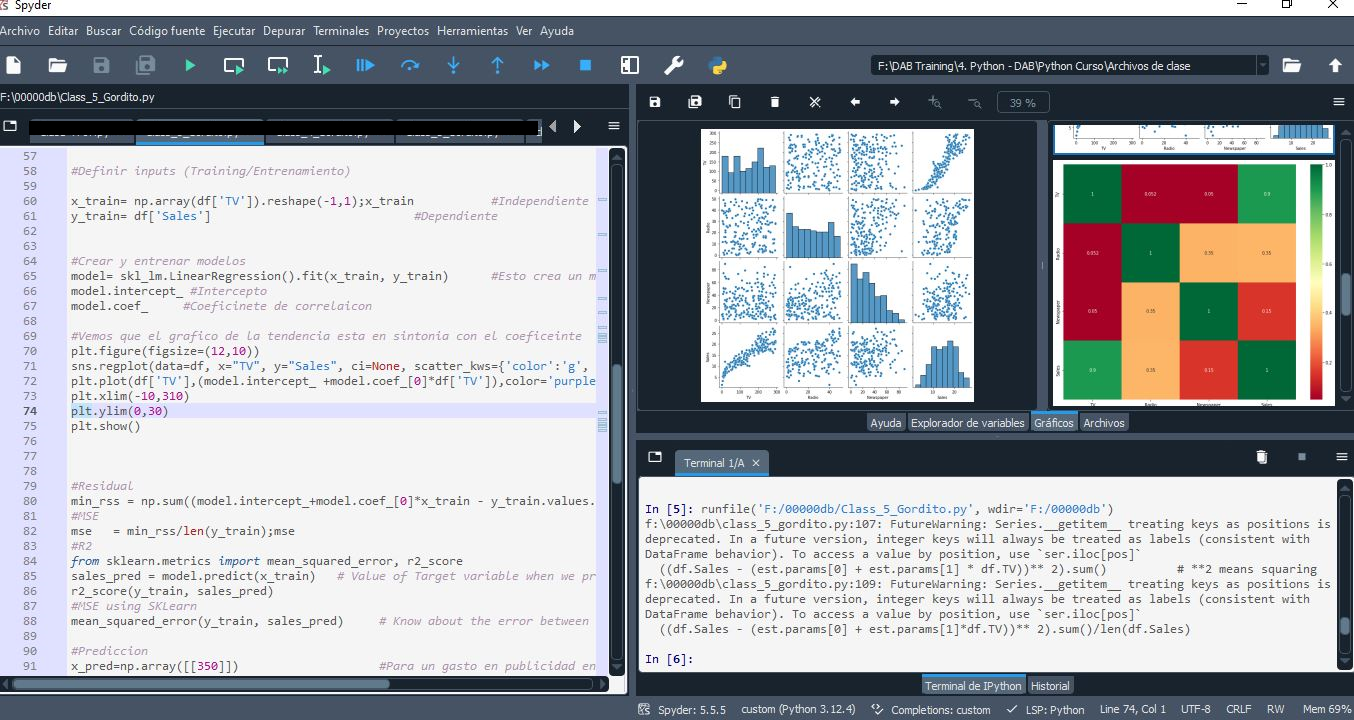 Spyder
Archivo Editar Buscar Código fuente Ejecutar Depurar Terminales Proyectos Herramientas Ver Ayuda
F:\DAB Training\4. Python - DAB\Python Curso\Archivos de clase
F:\00000db\Class_5_Gordito.py
57
58 #Definir inputs (Training/Entrenamiento)
59
60 x_train= np.array(df['TV']).reshape(-1,1);x_train #Independiente
61 y_train= df['Sales'] #Dependiente
62
63
64 #Crear y entrenar modelos
65 model= skl_lm.LinearRegression().fit(x_train, y_train) #Esto crea un m
66 model.intercept_ #Intercepto
67 model.coef_ #Coeficinete de correlaicon
68
69 #Vemos que el grafico de la tendencia esta en sintonia con el coeficeinte
70 plt.figure(figsize=(12,10))
71 sns.regplot(data=df, x="TV", y="Sales", ci=None, scatter_kws={'color':'g',
72 plt.plot(df['TV'],(model.intercept_ +model.coef_[0]*df['TV']),color='purple
73 plt.xlim(-10,310)
74 plt.ylim(0,30)
75 plt.show()
76
77
78
79 #Residual
80 min_rss = np.sum((model.intercept_+model.coef_[0]*x_train - y_train.values.
81 #MSE
82 mse = min_rss/len(y_train);mse
83 #R2
84 from sklearn.metrics import mean_squared_error, r2_score
85 sales_pred = model.predict(x_train) # Value of Target variable when we pr
86 r2_score(y_train, sales_pred)
87 #MSE using SKLearn
88 mean_squared_error(y_train, sales_pred) # Know about the error between
89
90 #Prediccion
91 x_pred=np.array([[350]]) #Para un gasto en publicidad en
39 %
TV Radio Newspaper Sales
1 0.052 0.05 0.9
0.052 1 0.35 0.35
0.05 0.35 1 0.15
0.9 0.35 0.15 1
Ayuda Explorador de variables Gráficos Archivos
Terminal 1/A
In [5]: runfile('F:/00000db/Class_5_Gordito.py', wdir='F:/00000db')
f:\00000db\class_5_gordito.py:107: FutureWarning: Series.__getitem__ treating keys as positions is
deprecated. In a future version, integer keys will always be treated as labels (consistent with
DataFrame behavior). To access a value by position, use `ser.iloc[pos]`
((df.Sales - (est.params[0] + est.params[1] * df.TV))** 2).sum() # **2 means squaring
f:\00000db\class_5_gordito.py:109: FutureWarning: Series.__getitem__ treating keys as positions is
deprecated. In a future version, integer keys will always be treated as labels (consistent with
DataFrame behavior). To access a value by position, use `ser.iloc[pos]`
((df.Sales - (est.params[0] + est.params[1]*df.TV))** 2).sum()/len(df.Sales)
In [6]:
Terminal de IPython Historial
Spyder: 5.5.5 custom (Python 3.12.4) Completions: custom LSP: Python Line 74, Col 1 UTF-8 CRLF RW Mem 69%